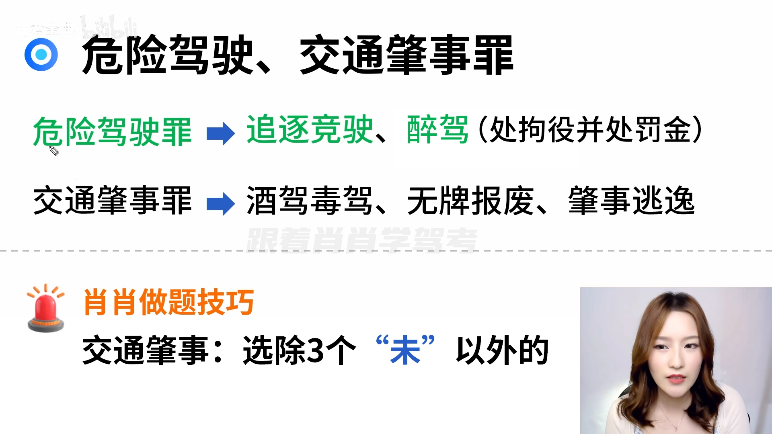 危险驾驶、交通肇事罪
危险驾驶罪 追逐竞驶、醉驾(处拘役并处罚金)
交通肇事罪 酒驾毒驾、无牌报废、肇事逃逸
跟着肖肖学驾考
肖肖做题技巧
交通肇事：选除3个“未”以外的